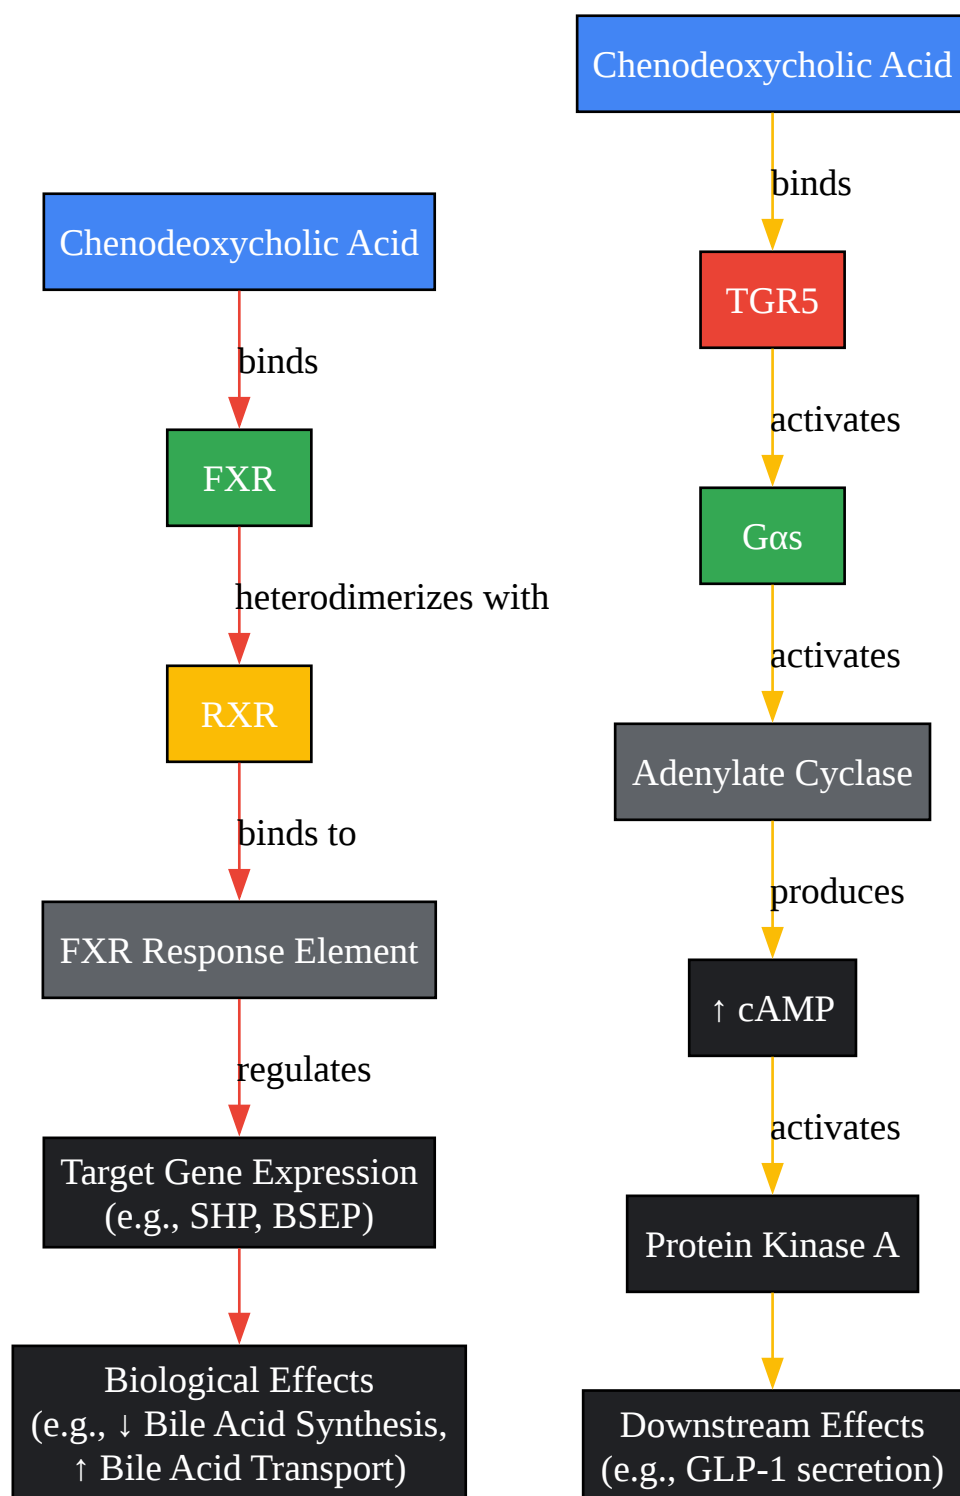 Chenodeoxycholic Acid
binds
FXR
heterodimerizes with
RXR
binds to
FXR Response Element
regulates
Target Gene Expression
(e.g., SHP, BSEP)
Biological Effects
(e.g., ↓ Bile Acid Synthesis,
↑ Bile Acid Transport)
Chenodeoxycholic Acid
binds
TGR5
activates
Gαs
activates
Adenylate Cyclase
produces
↑ cAMP
activates
Protein Kinase A
Downstream Effects
(e.g., GLP-1 secretion)